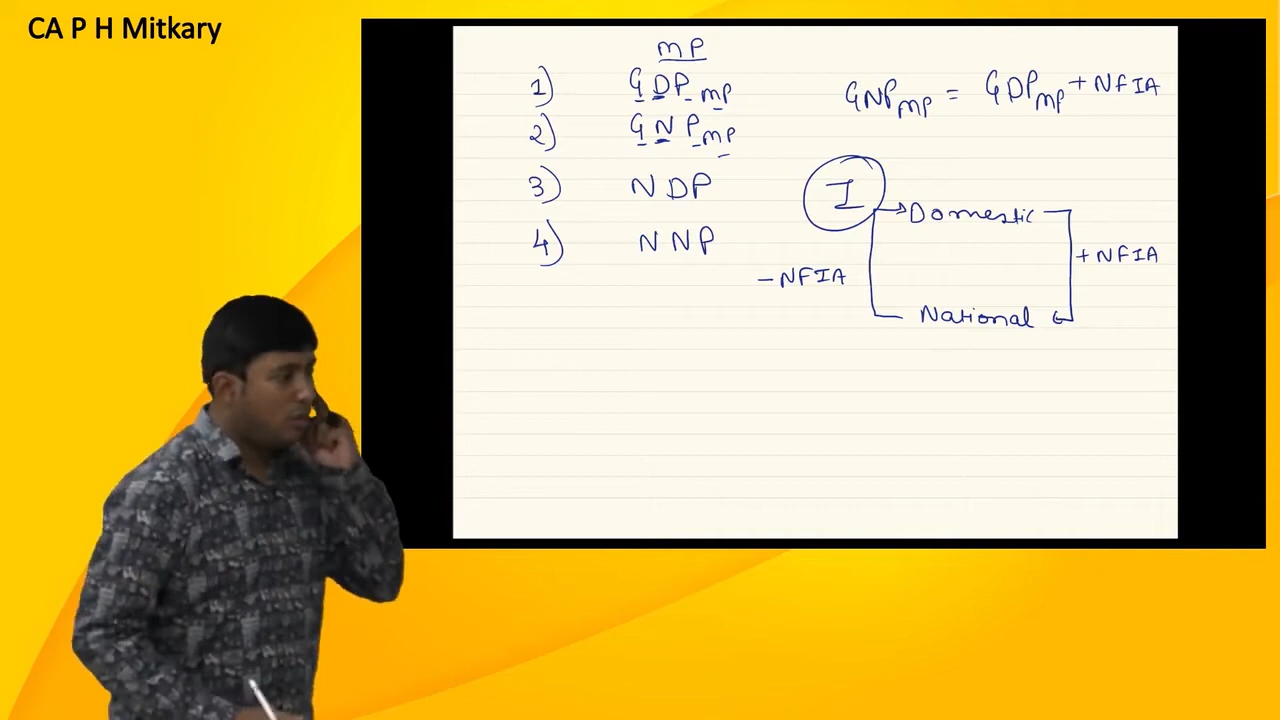 CA P H Mitkary
MP
1) GDP MP
2) GNP MP
3) NDP
4) NNP
GNP MP = GDP MP + NFIA
I
Domestic
+ NFIA
- NFIA
National